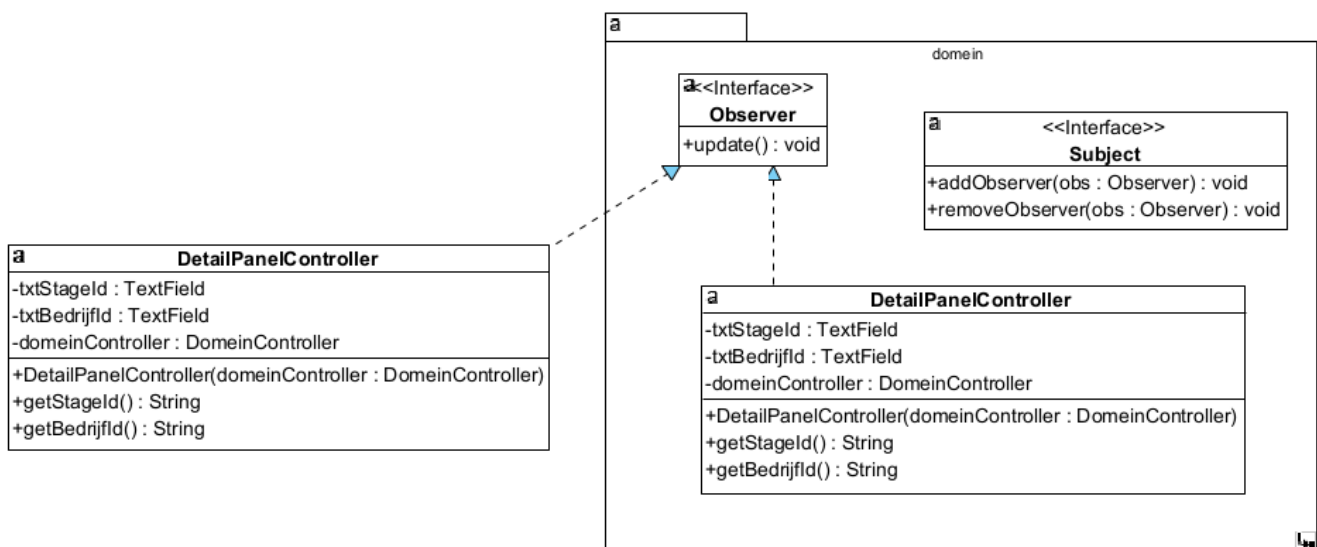 a
domein
a
<<Interface>>
Observer
+update() : void
a
<<Interface>>
Subject
+addObserver(obs : Observer) : void
+removeObserver(obs : Observer) : void
a
DetailPanelController
-txtStageId : TextField
-txtBedrijfId : TextField
-domeinController : DomeinController
+DetailPanelController(domeinController : DomeinController)
+getStageId() : String
+getBedrijfId() : String
a
DetailPanelController
-txtStageId : TextField
-txtBedrijfId : TextField
-domeinController : DomeinController
+DetailPanelController(domeinController : DomeinController)
+getStageId() : String
+getBedrijfId() : String